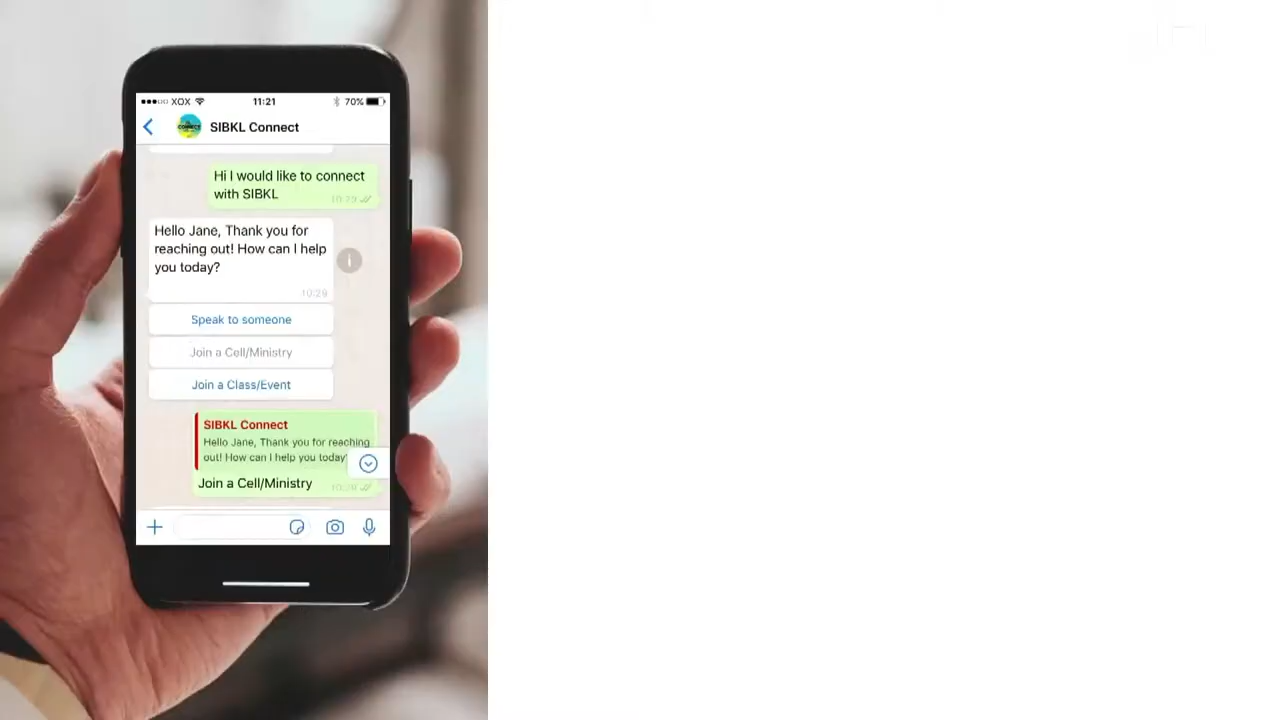 XOX
11:21
70%
SIBKL Connect
Hi I would like to connect
with SIBKL
Hello Jane, Thank you for
reaching out! How can I help
you today?
10:29
Speak to someone
Join a Cell/Ministry
Join a Class/Event
SIBKL Connect
Hello Jane, Thank you for reaching
out! How can I help you today
Join a Cell/Ministry